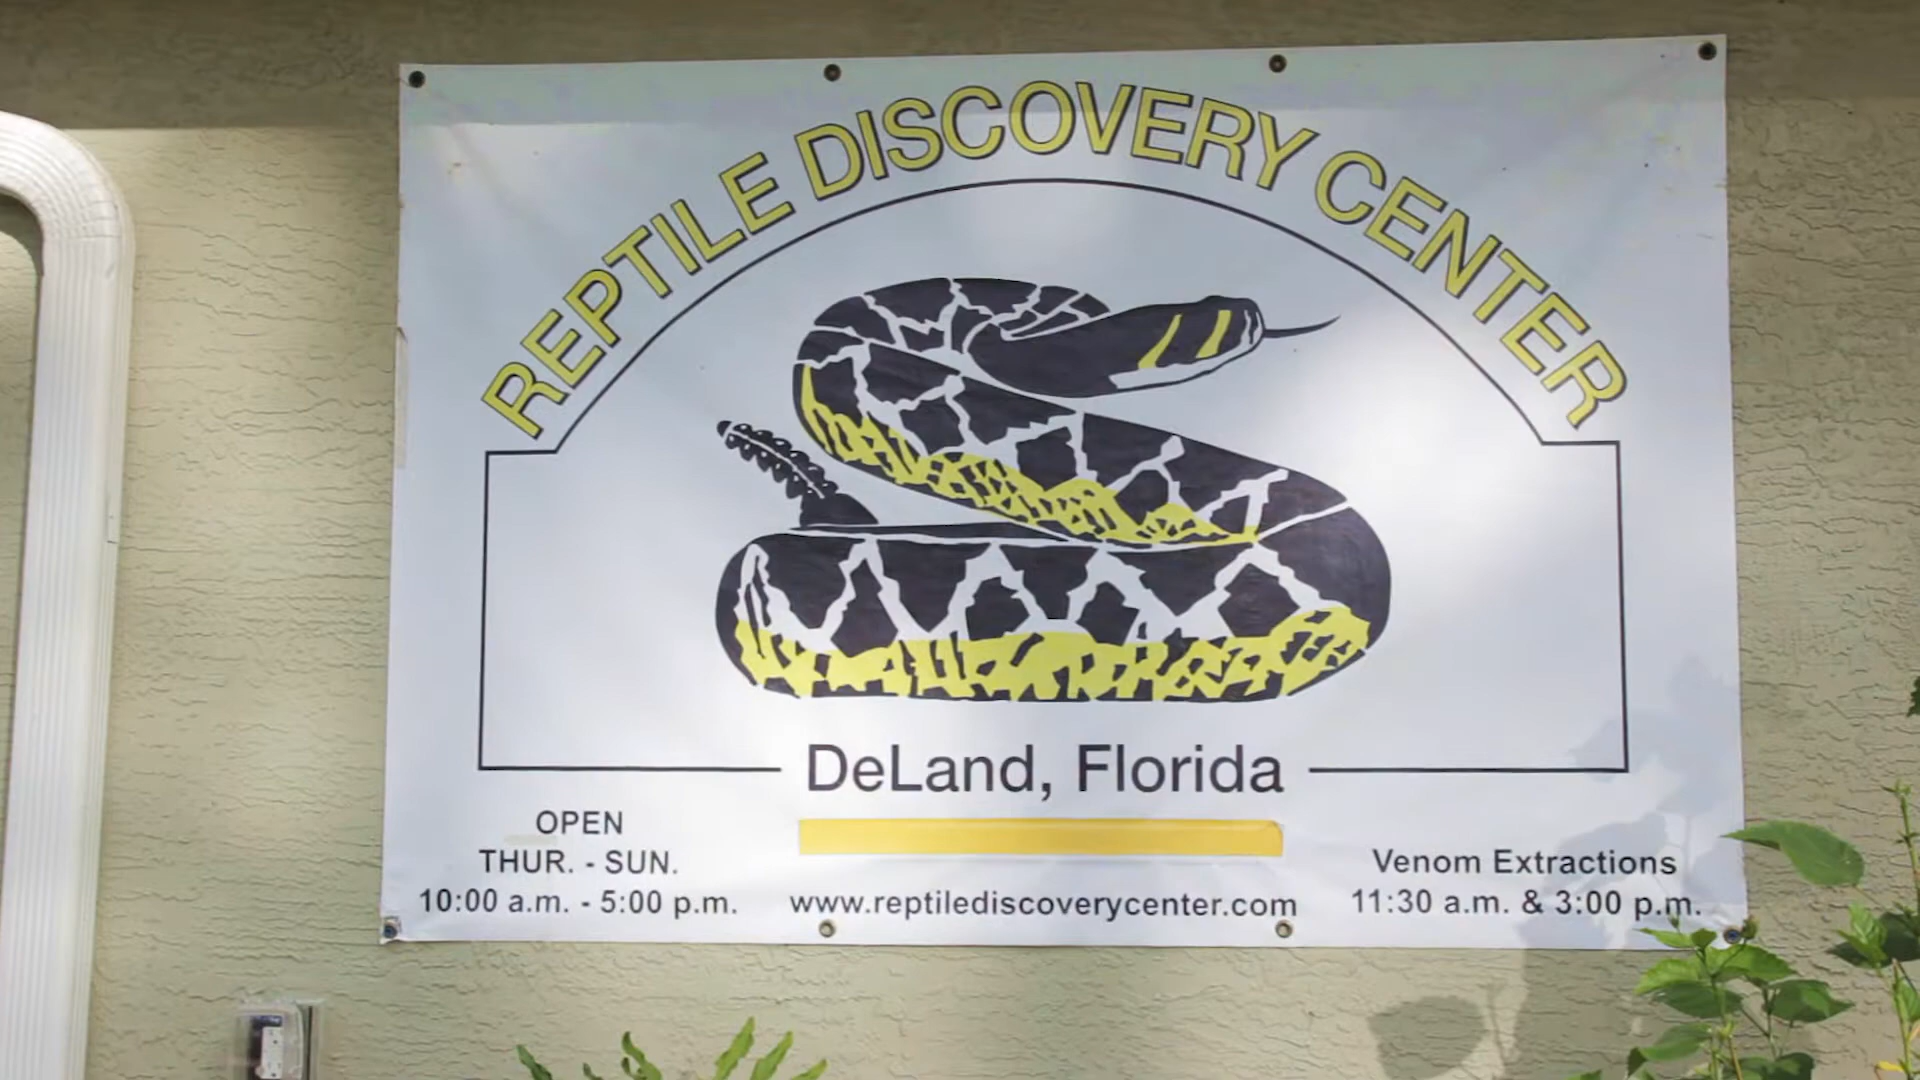 REPTILE DISCOVERY CENTER
DeLand, Florida
OPEN
THUR. - SUN.
10:00 a.m. - 5:00 p.m.
www.reptilediscoverycenter.com
Venom Extractions
11:30 a.m. & 3:00 p.m.